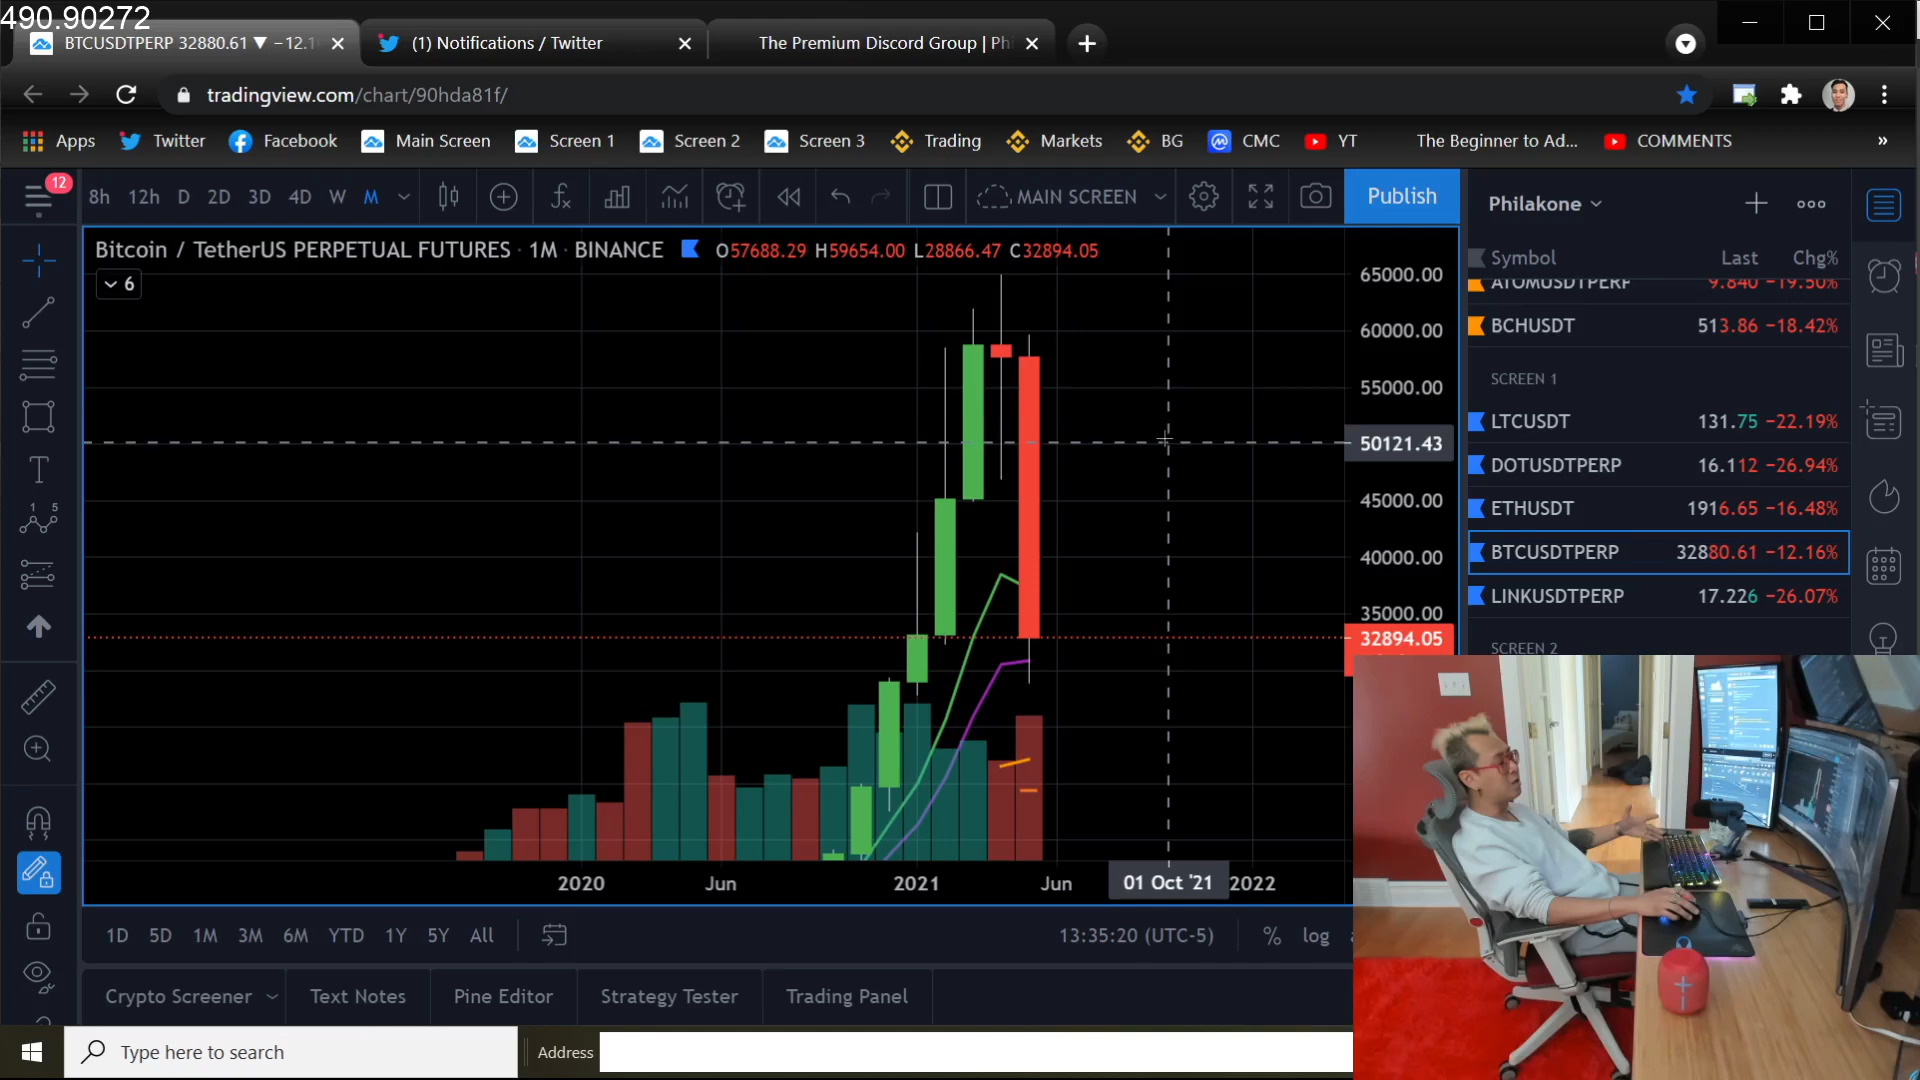 490.90272
BTCUSDTPERP 32880.61 ▼ −12.1
(1) Notifications / Twitter
The Premium Discord Group | Phi
tradingview.com/chart/90hda81f/
Apps Twitter Facebook Main Screen Screen 1 Screen 2 Screen 3 Trading Markets BG CMC YT The Beginner to Ad... COMMENTS »
12
8h 12h D 2D 3D 4D W M MAIN SCREEN Publish
Philakone
Bitcoin / TetherUS PERPETUAL FUTURES · 1M · BINANCE O57688.29 H59654.00 L28866.47 C32894.05
6
Symbol Last Chg%
ATOMUSDTPERP 9.840 −19.50%
BCHUSDT 513.86 −18.42%
SCREEN 1
LTCUSDT 131.75 −22.19%
DOTUSDTPERP 16.112 −26.94%
ETHUSDT 1916.65 −16.48%
BTCUSDTPERP 32880.61 −12.16%
LINKUSDTPERP 17.226 −26.07%
SCREEN 2
65000.00
60000.00
55000.00
50121.43
45000.00
40000.00
35000.00
32894.05
T
1 5
2020 Jun 2021 Jun 01 Oct '21 2022
1D 5D 1M 3M 6M YTD 1Y 5Y All 13:35:20 (UTC-5) % log
Crypto Screener Text Notes Pine Editor Strategy Tester Trading Panel
Type here to search Address